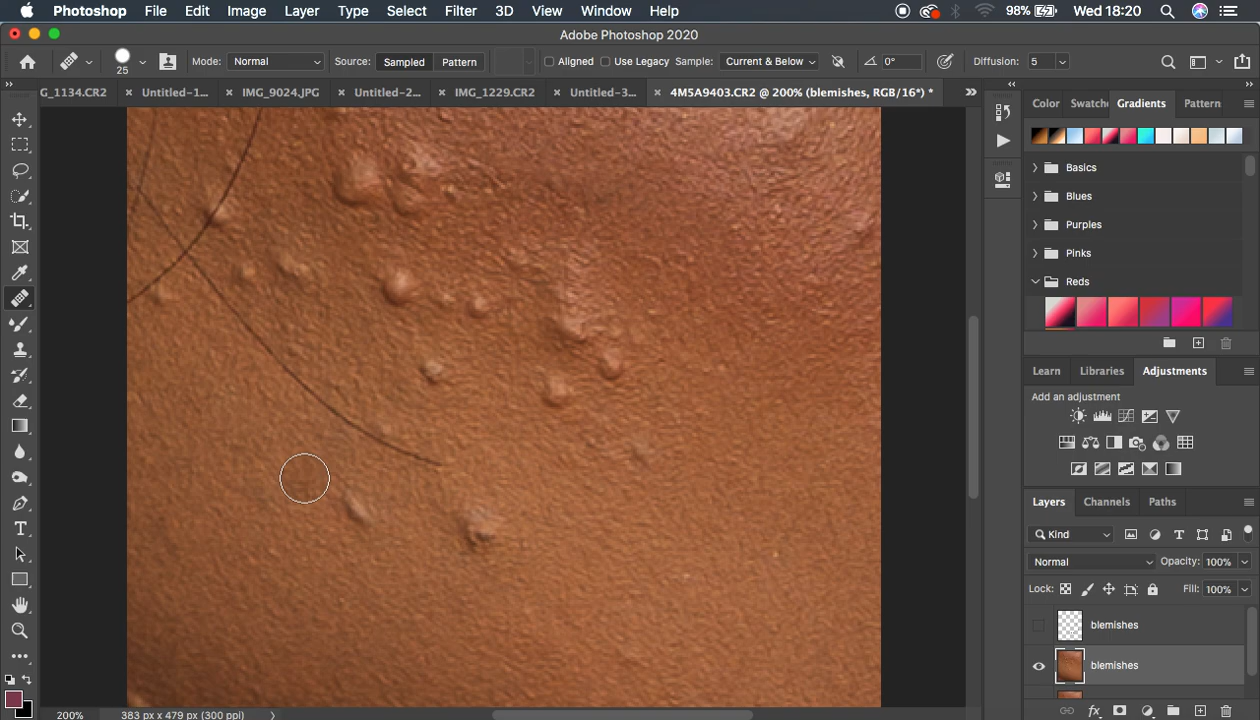 Photoshop File Edit Image Layer Type Select Filter 3D View Window Help 98% Wed 18:20
Adobe Photoshop 2020
25 Mode: Normal Source: Sampled Pattern Aligned Use Legacy Sample: Current & Below 0° Diffusion: 5
G_1134.CR2 × Untitled-1... × IMG_9024.JPG × Untitled-2... × IMG_1229.CR2 × Untitled-3... × 4M5A9403.CR2 @ 200% (blemishes, RGB/16*) * »
Color Swatche Gradients Patterns
Basics
Blues
Purples
Pinks
Reds
Learn Libraries Adjustments
Add an adjustment
Layers Channels Paths
Kind
Normal Opacity: 100%
Lock: Fill: 100%
blemishes
blemishes
200% 383 px x 479 px (300 ppi)